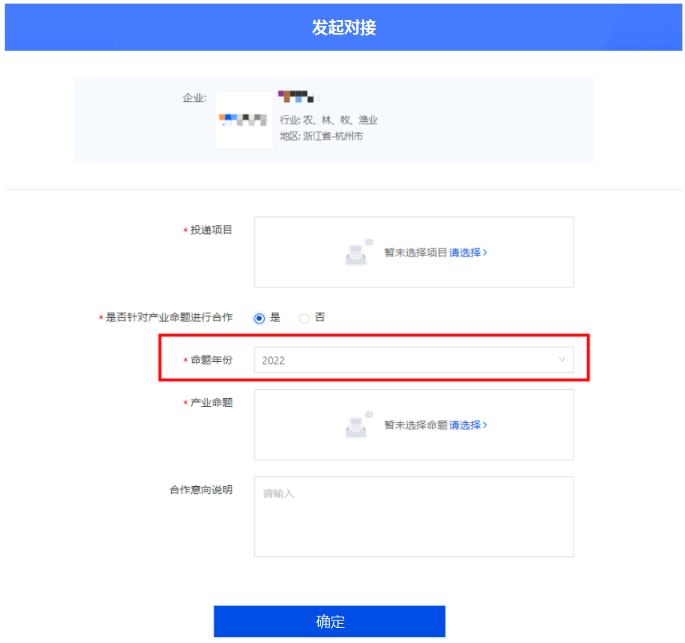 发起对接
企业:
行业: 农、林、牧、渔业
地区: 浙江省-杭州市
* 投递项目
暂未选择项目 请选择>
* 是否针对产业命题进行合作 是 否
* 命题年份 2022
* 产业命题
暂未选择命题 请选择>
合作意向说明
请输入
确定